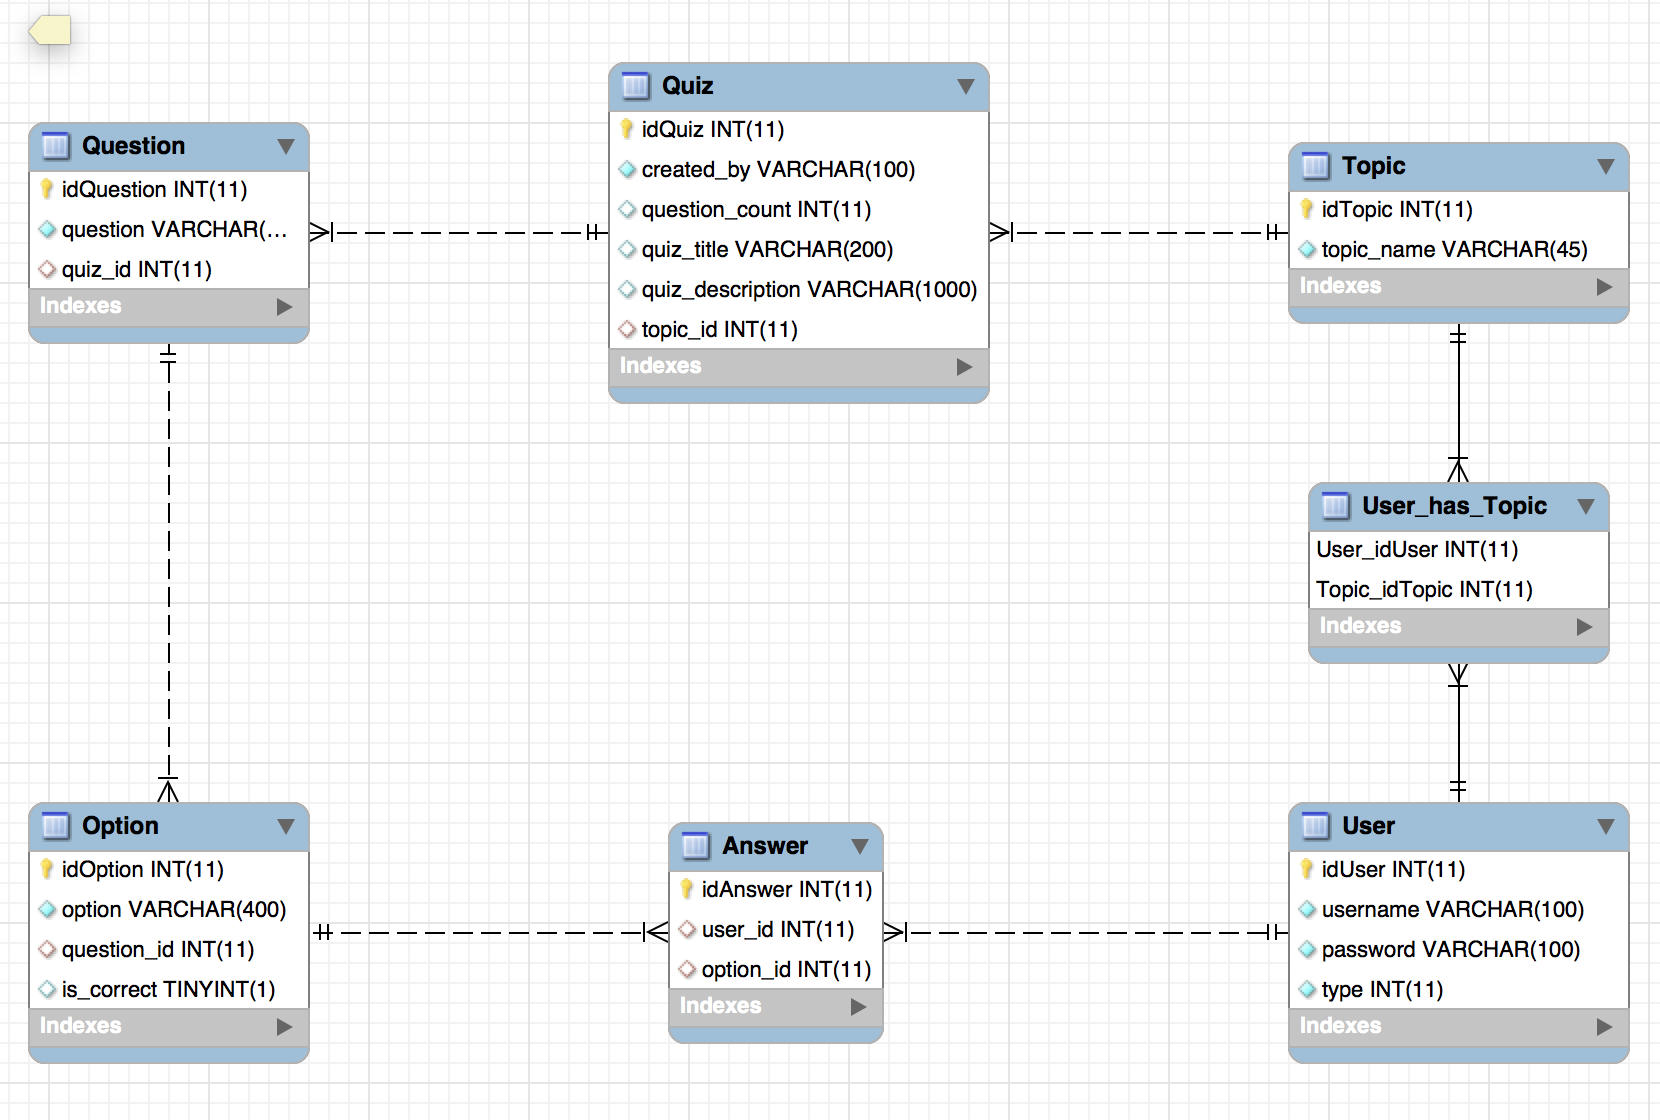 Question
idQuestion INT(11)
question VARCHAR(...
quiz_id INT(11)
Indexes
Quiz
idQuiz INT(11)
created_by VARCHAR(100)
question_count INT(11)
quiz_title VARCHAR(200)
quiz_description VARCHAR(1000)
topic_id INT(11)
Indexes
Topic
idTopic INT(11)
topic_name VARCHAR(45)
Indexes
User_has_Topic
User_idUser INT(11)
Topic_idTopic INT(11)
Indexes
Option
idOption INT(11)
option VARCHAR(400)
question_id INT(11)
is_correct TINYINT(1)
Indexes
Answer
idAnswer INT(11)
user_id INT(11)
option_id INT(11)
Indexes
User
idUser INT(11)
username VARCHAR(100)
password VARCHAR(100)
type INT(11)
Indexes